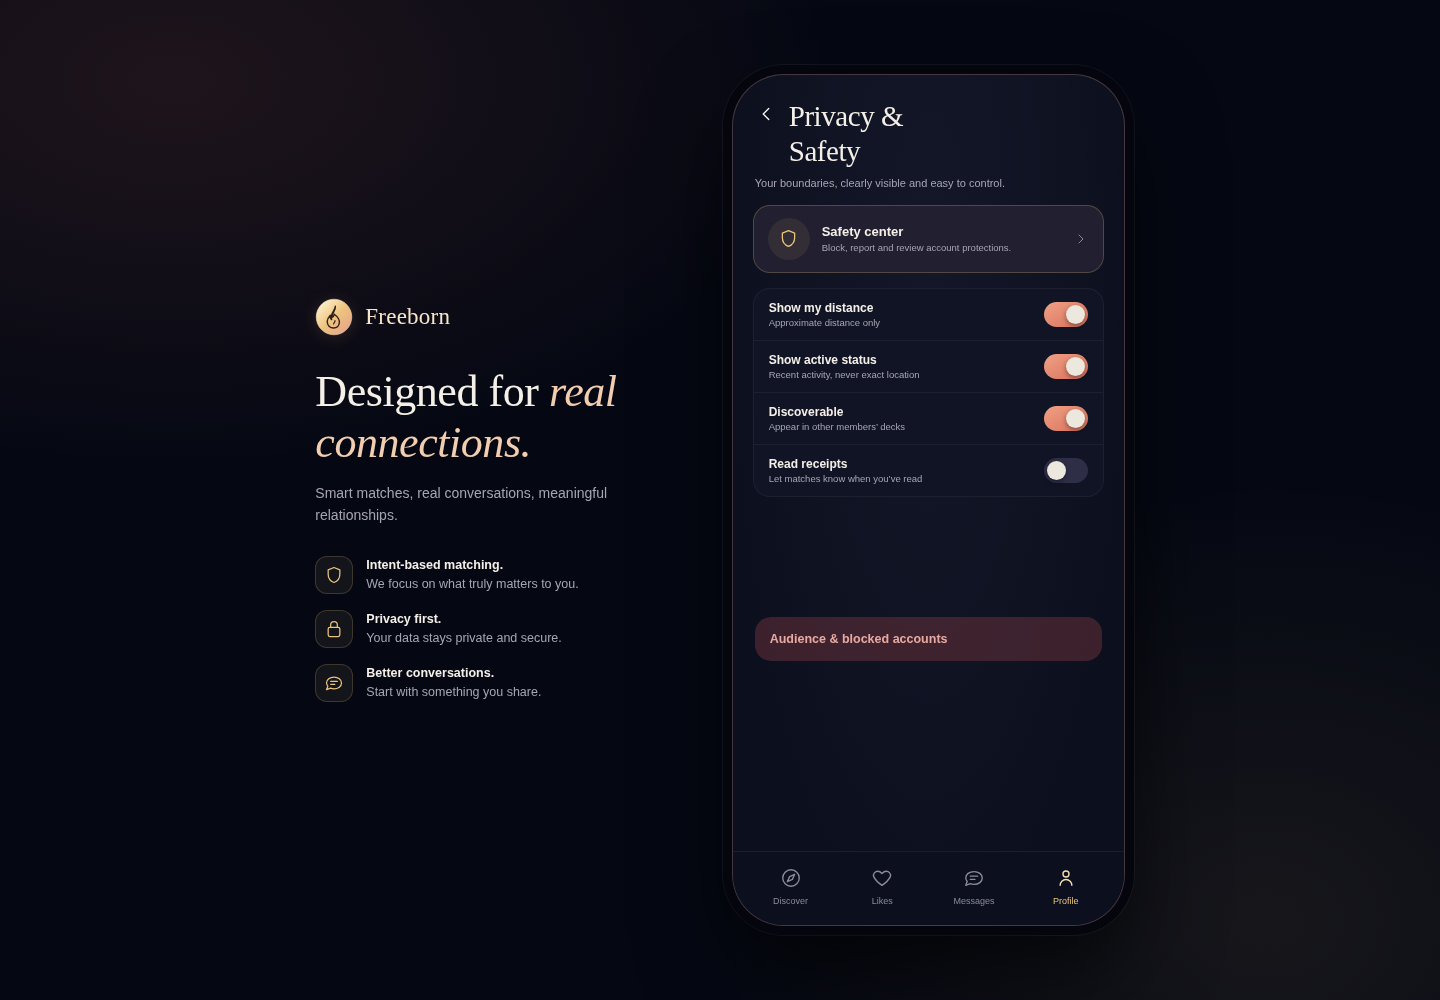 Freeborn
Designed for real
connections.
Smart matches, real conversations, meaningful
relationships.
Intent-based matching.
We focus on what truly matters to you.
Privacy first.
Your data stays private and secure.
Better conversations.
Start with something you share.
Privacy &
Safety
Your boundaries, clearly visible and easy to control.
Safety center
Block, report and review account protections.
Show my distance
Approximate distance only
Show active status
Recent activity, never exact location
Discoverable
Appear in other members’ decks
Read receipts
Let matches know when you’ve read
Audience & blocked accounts
Discover
Likes
Messages
Profile